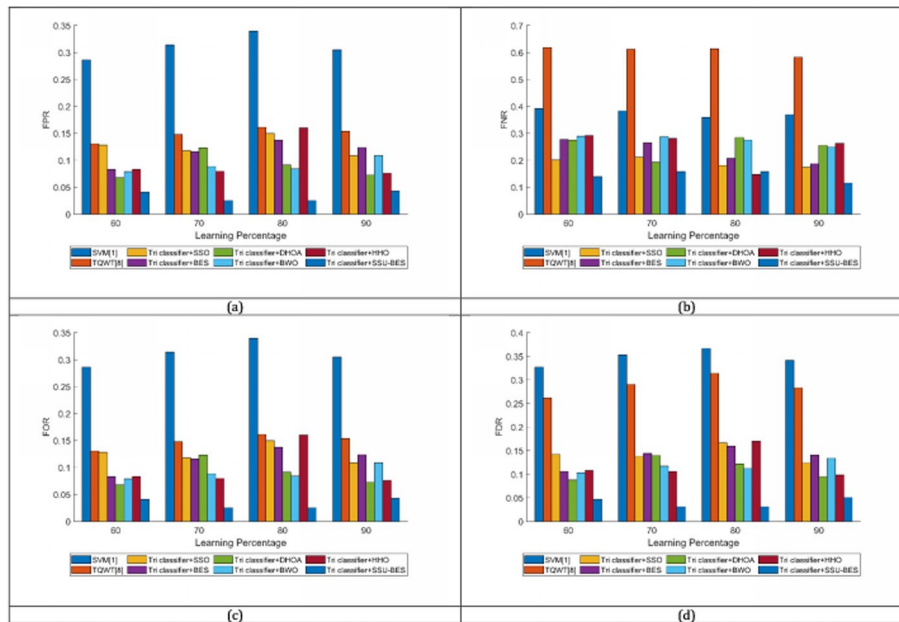 0.35
0.3
0.25
0.2
0.15
0.1
0.05
0
FPR
60 70 80 90
Learning Percentage
SVM[1] Tri classifier+SSO Tri classifier+DHOA Tri classifier+HHO
TQWT[8] Tri classifier+BES Tri classifier+BWO Tri classifier+SSU-BES
(a)
0.7
0.6
0.5
0.4
0.3
0.2
0.1
0
FNR
60 70 80 90
Learning Percentage
SVM[1] Tri classifier+SSO Tri classifier+DHOA Tri classifier+HHO
TQWT[8] Tri classifier+BES Tri classifier+BWO Tri classifier+SSU-BES
(b)
0.35
0.3
0.25
0.2
0.15
0.1
0.05
0
FOR
60 70 80 90
Learning Percentage
SVM[1] Tri classifier+SSO Tri classifier+DHOA Tri classifier+HHO
TQWT[8] Tri classifier+BES Tri classifier+BWO Tri classifier+SSU-BES
(c)
0.4
0.35
0.3
0.25
0.2
0.15
0.1
0.05
0
FDR
60 70 80 90
Learning Percentage
SVM[1] Tri classifier+SSO Tri classifier+DHOA Tri classifier+HHO
TQWT[8] Tri classifier+BES Tri classifier+BWO Tri classifier+SSU-BES
(d)